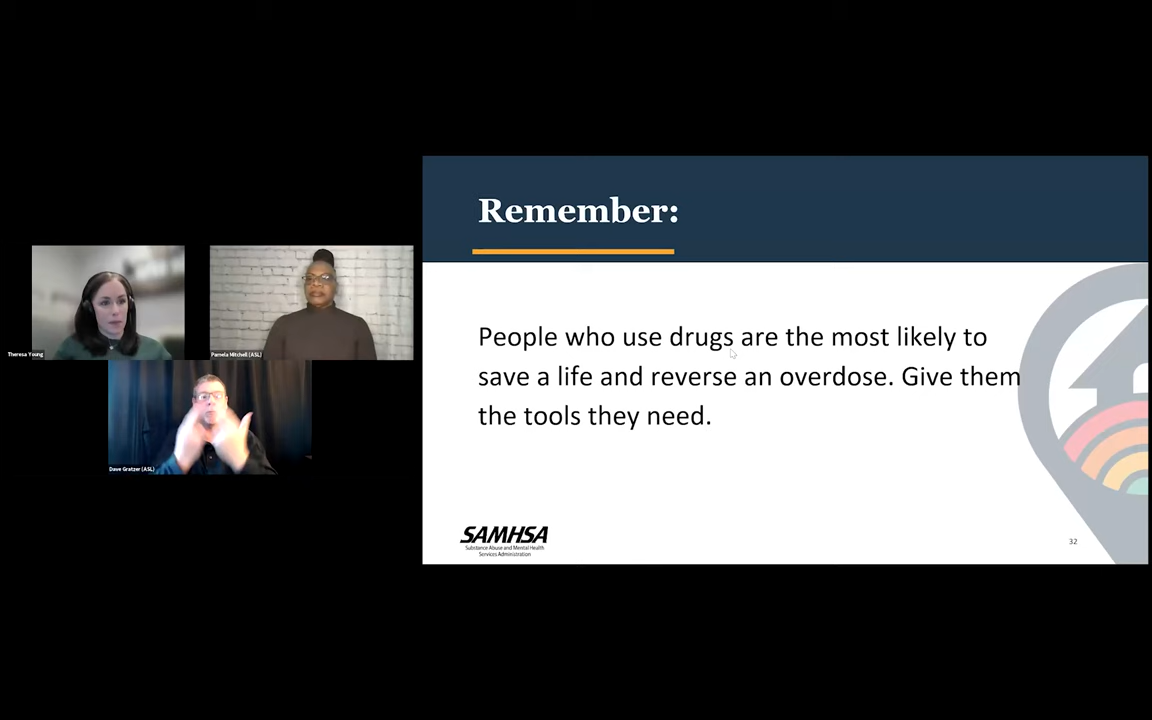 Remember:
People who use drugs are the most likely to
save a life and reverse an overdose. Give them
the tools they need.
Theresa Young
Pamela Mitchell (ASL)
Dave Gratzer (ASL)
SAMHSA
Substance Abuse and Mental Health
Services Administration
32